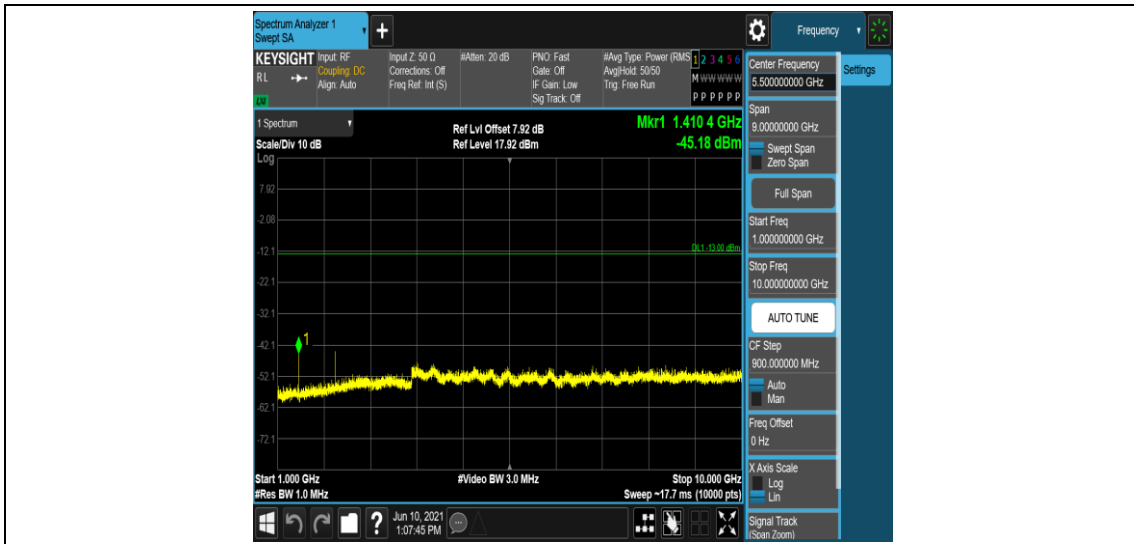 Spectrum Analyzer 1
Swept SA
+
Frequency
KEYSIGHT
RL
LXI
Input: RF
Coupling: DC
Align: Auto
Input Z: 50 Ω
Corrections: Off
Freq Ref: Int (S)
#Atten: 20 dB
PNO: Fast
Gate: Off
IF Gain: Low
Sig Track: Off
#Avg Type: Power (RMS
Avg|Hold: 50/50
Trig: Free Run
1 2 3 4 5 6
M W W W W W
P P P P P P
1 Spectrum
Scale/Div 10 dB
Log
Ref Lvl Offset 7.92 dB
Ref Level 17.92 dBm
Mkr1 1.410 4 GHz
-45.18 dBm
7.92
-2.08
-12.1
DL1 -13.00 dBm
-22.1
-32.1
-42.1
1
-52.1
-62.1
-72.1
Start 1.000 GHz
#Res BW 1.0 MHz
#Video BW 3.0 MHz
Stop 10.000 GHz
Sweep ~17.7 ms (10000 pts)
Center Frequency
5.500000000 GHz
Settings
Span
9.00000000 GHz
Swept Span
Zero Span
Full Span
Start Freq
1.000000000 GHz
Stop Freq
10.000000000 GHz
AUTO TUNE
CF Step
900.000000 MHz
Auto
Man
Freq Offset
0 Hz
X Axis Scale
Log
Lin
Signal Track
(Span Zoom)
?
Jun 10, 2021
1:07:45 PM